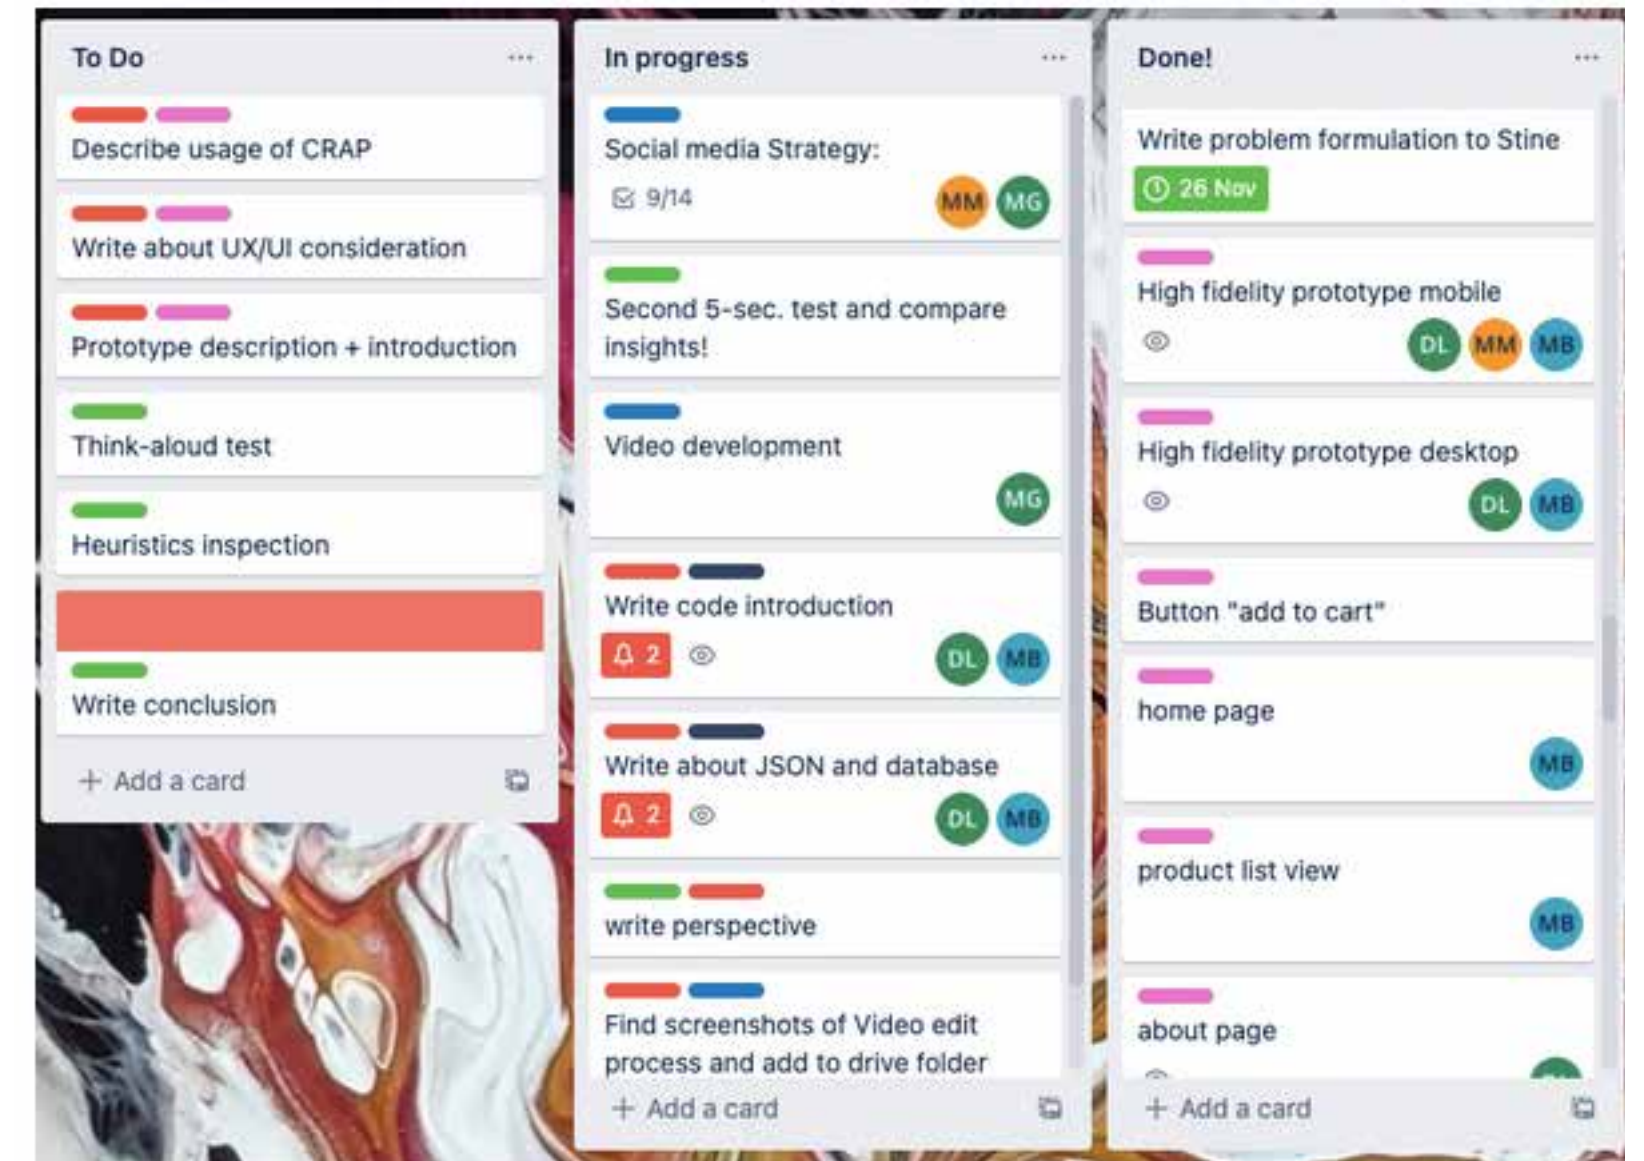 To Do
Describe usage of CRAP
Write about UX/UI consideration
Prototype description + introduction
Think-aloud test
Heuristics inspection
Write conclusion
+ Add a card
In progress
Social media Strategy:
9/14
MM MG
Second 5-sec. test and compare
insights!
Video development
MG
Write code introduction
2
DL MB
Write about JSON and database
2
DL MB
write perspective
Find screenshots of Video edit
process and add to drive folder
+ Add a card
Done!
Write problem formulation to Stine
26 Nov
High fidelity prototype mobile
DL MM MB
High fidelity prototype desktop
DL MB
Button "add to cart"
home page
MB
product list view
MB
about page
+ Add a card